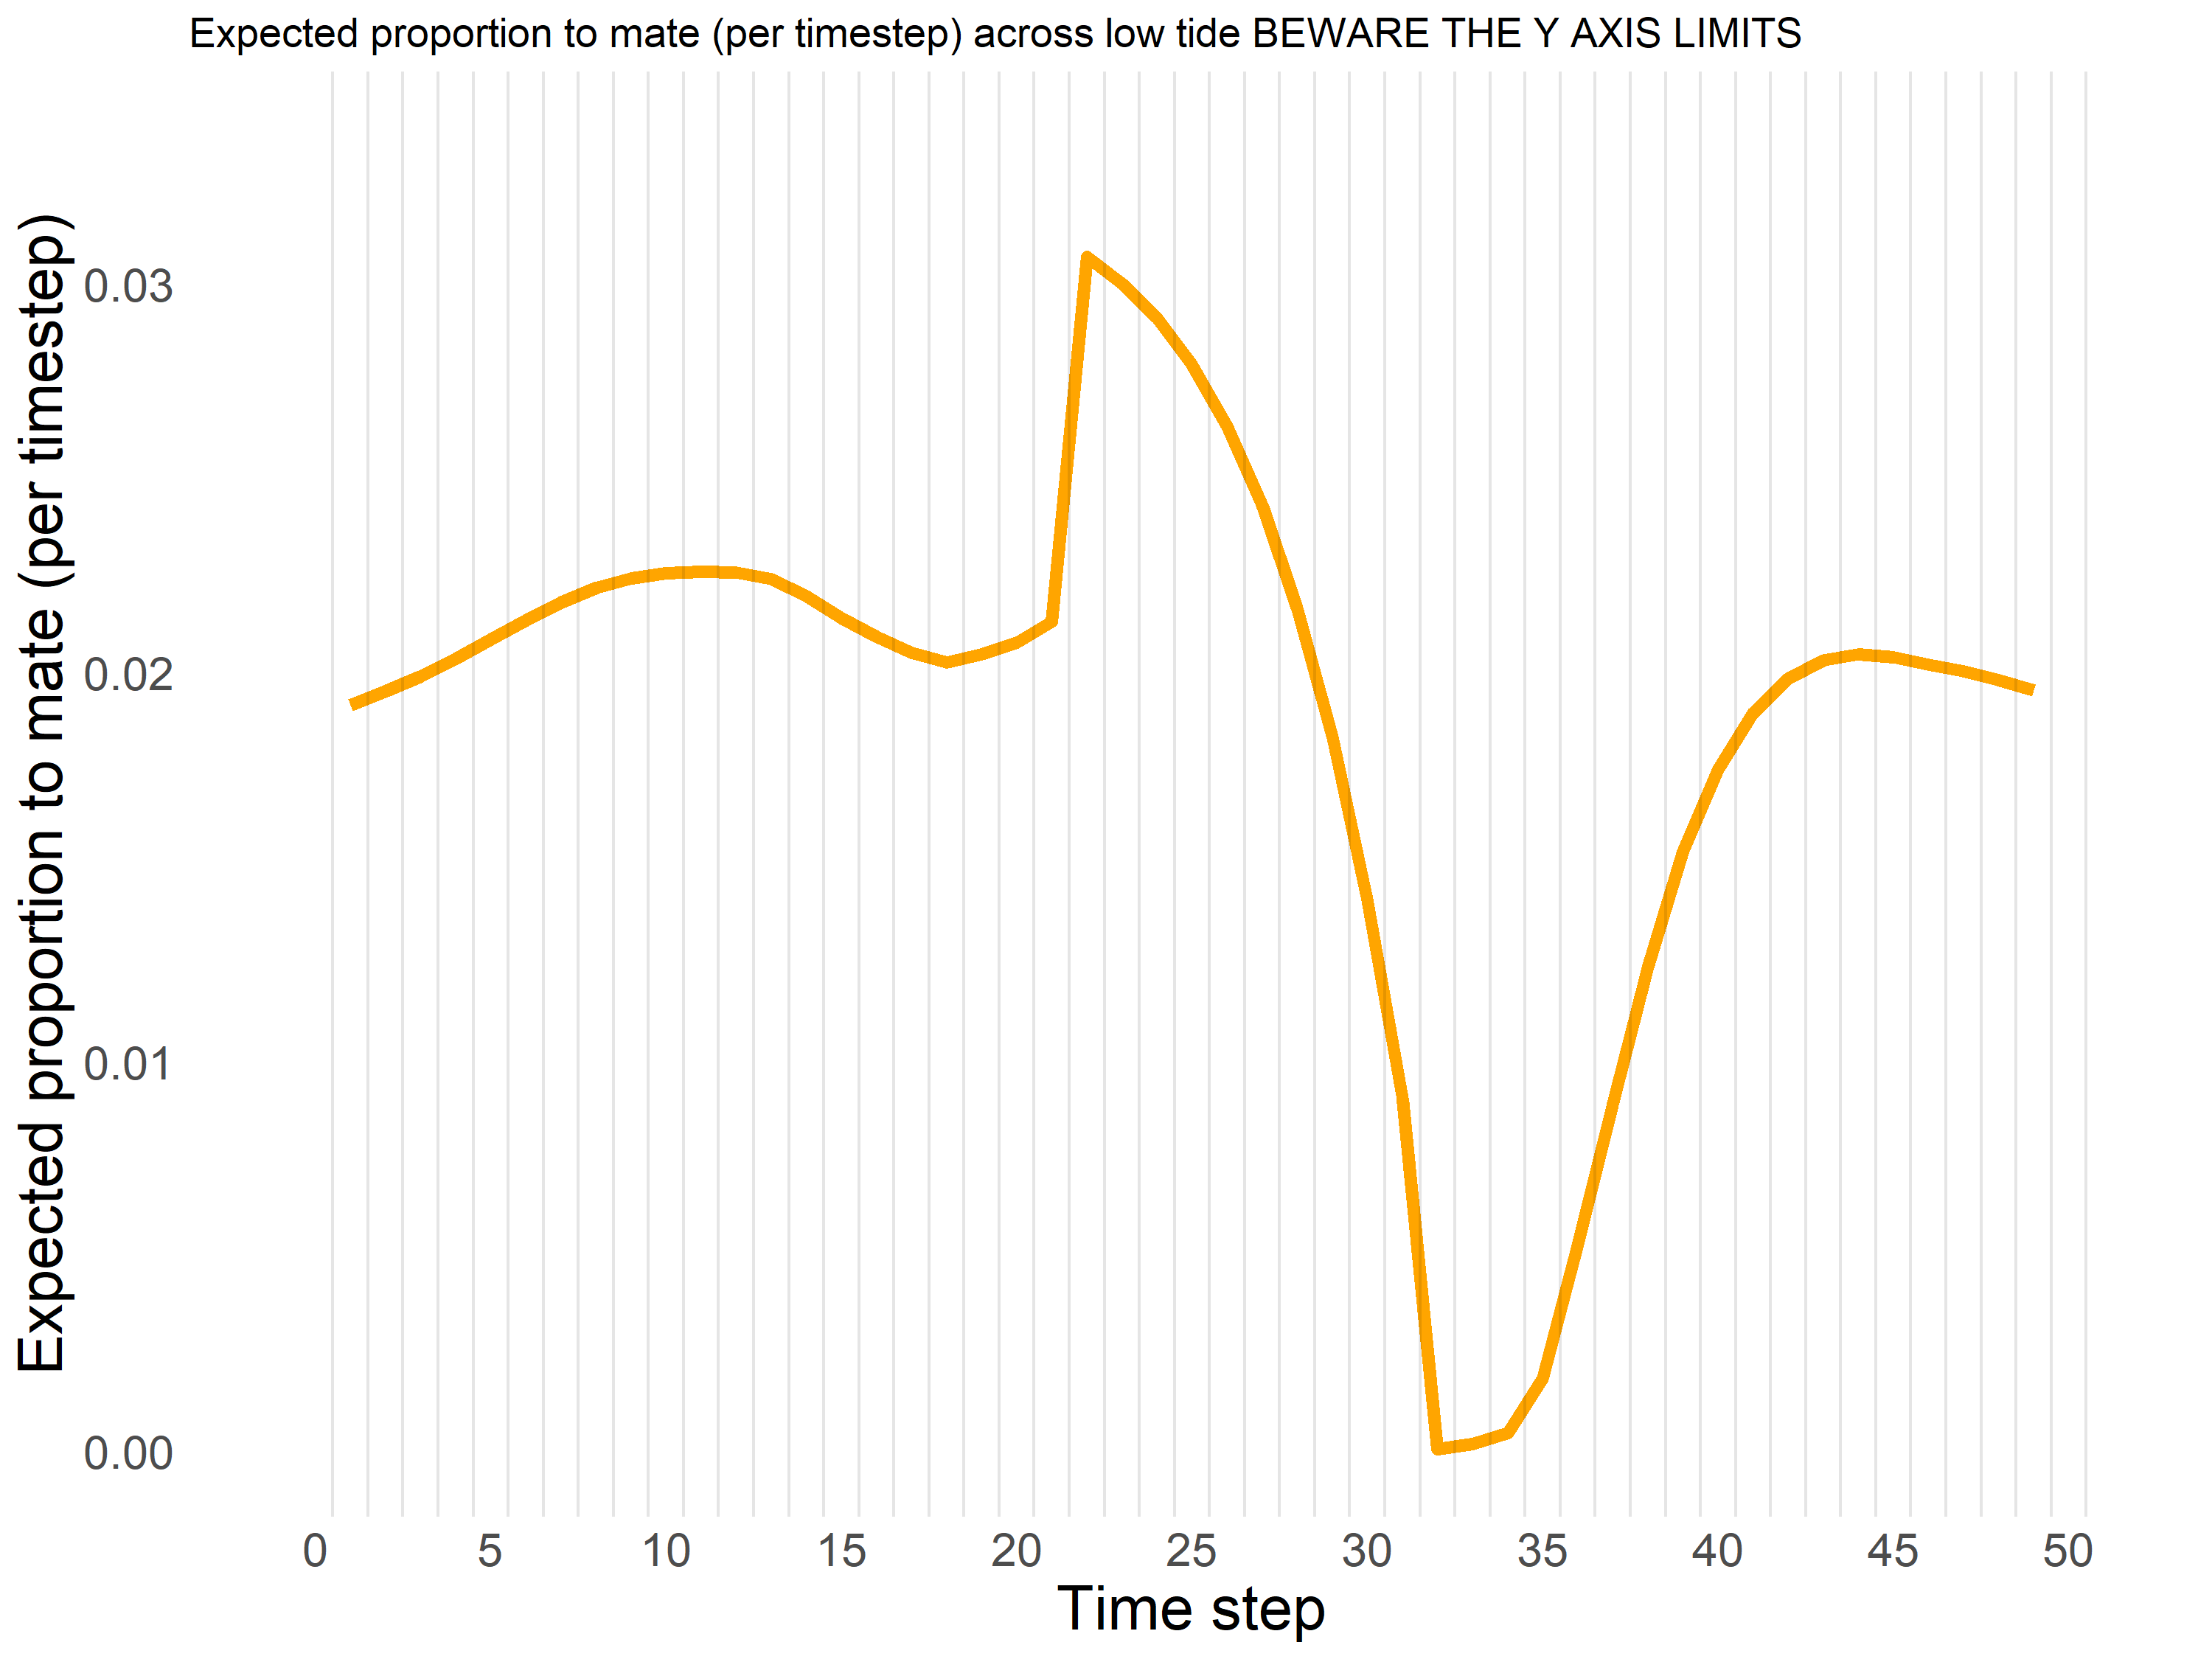 Expected proportion to mate (per timestep) across low tide BEWARE THE Y AXIS LIMITS
Expected proportion to mate (per timestep)
0.03
0.02
0.01
0.00
0 5 10 15 20 25 30 35 40 45 50
Time step